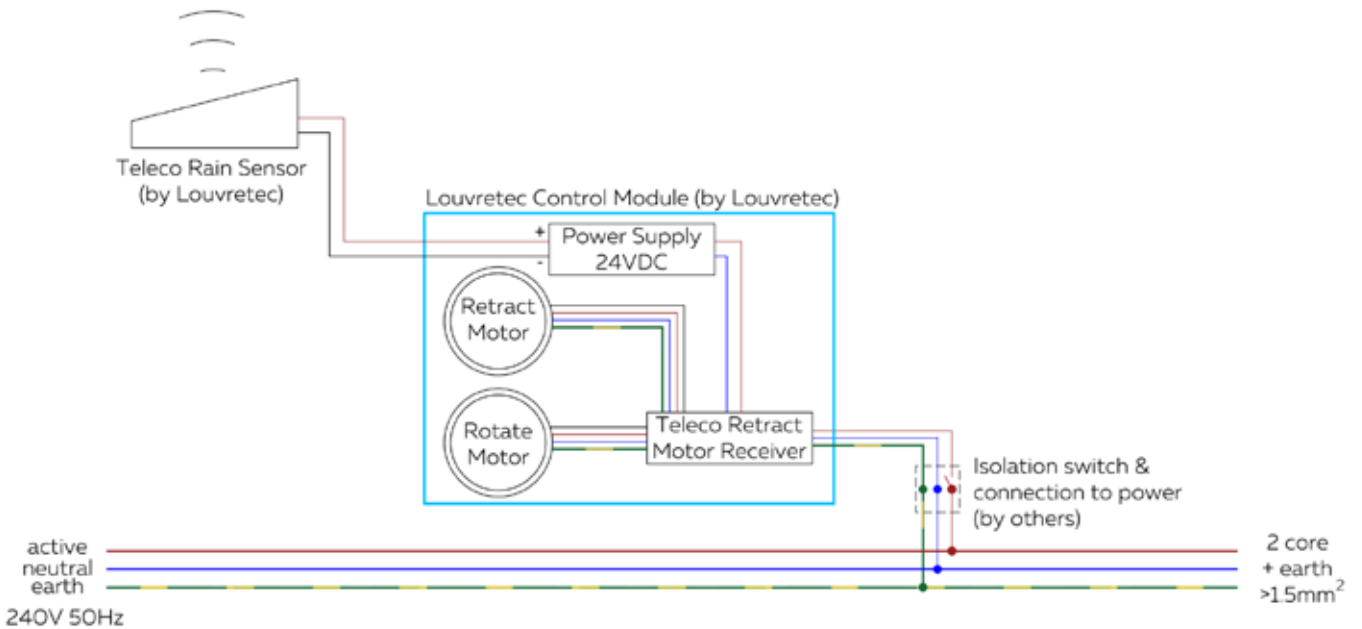 Teleco Rain Sensor
(by Louvretec)
Louvretec Control Module (by Louvretec)
+ Power Supply
- 24VDC
Retract
Motor
Rotate
Motor
Teleco Retract
Motor Receiver
Isolation switch &
connection to power
(by others)
active
neutral
earth
240V 50Hz
2 core
+ earth
>1.5mm²